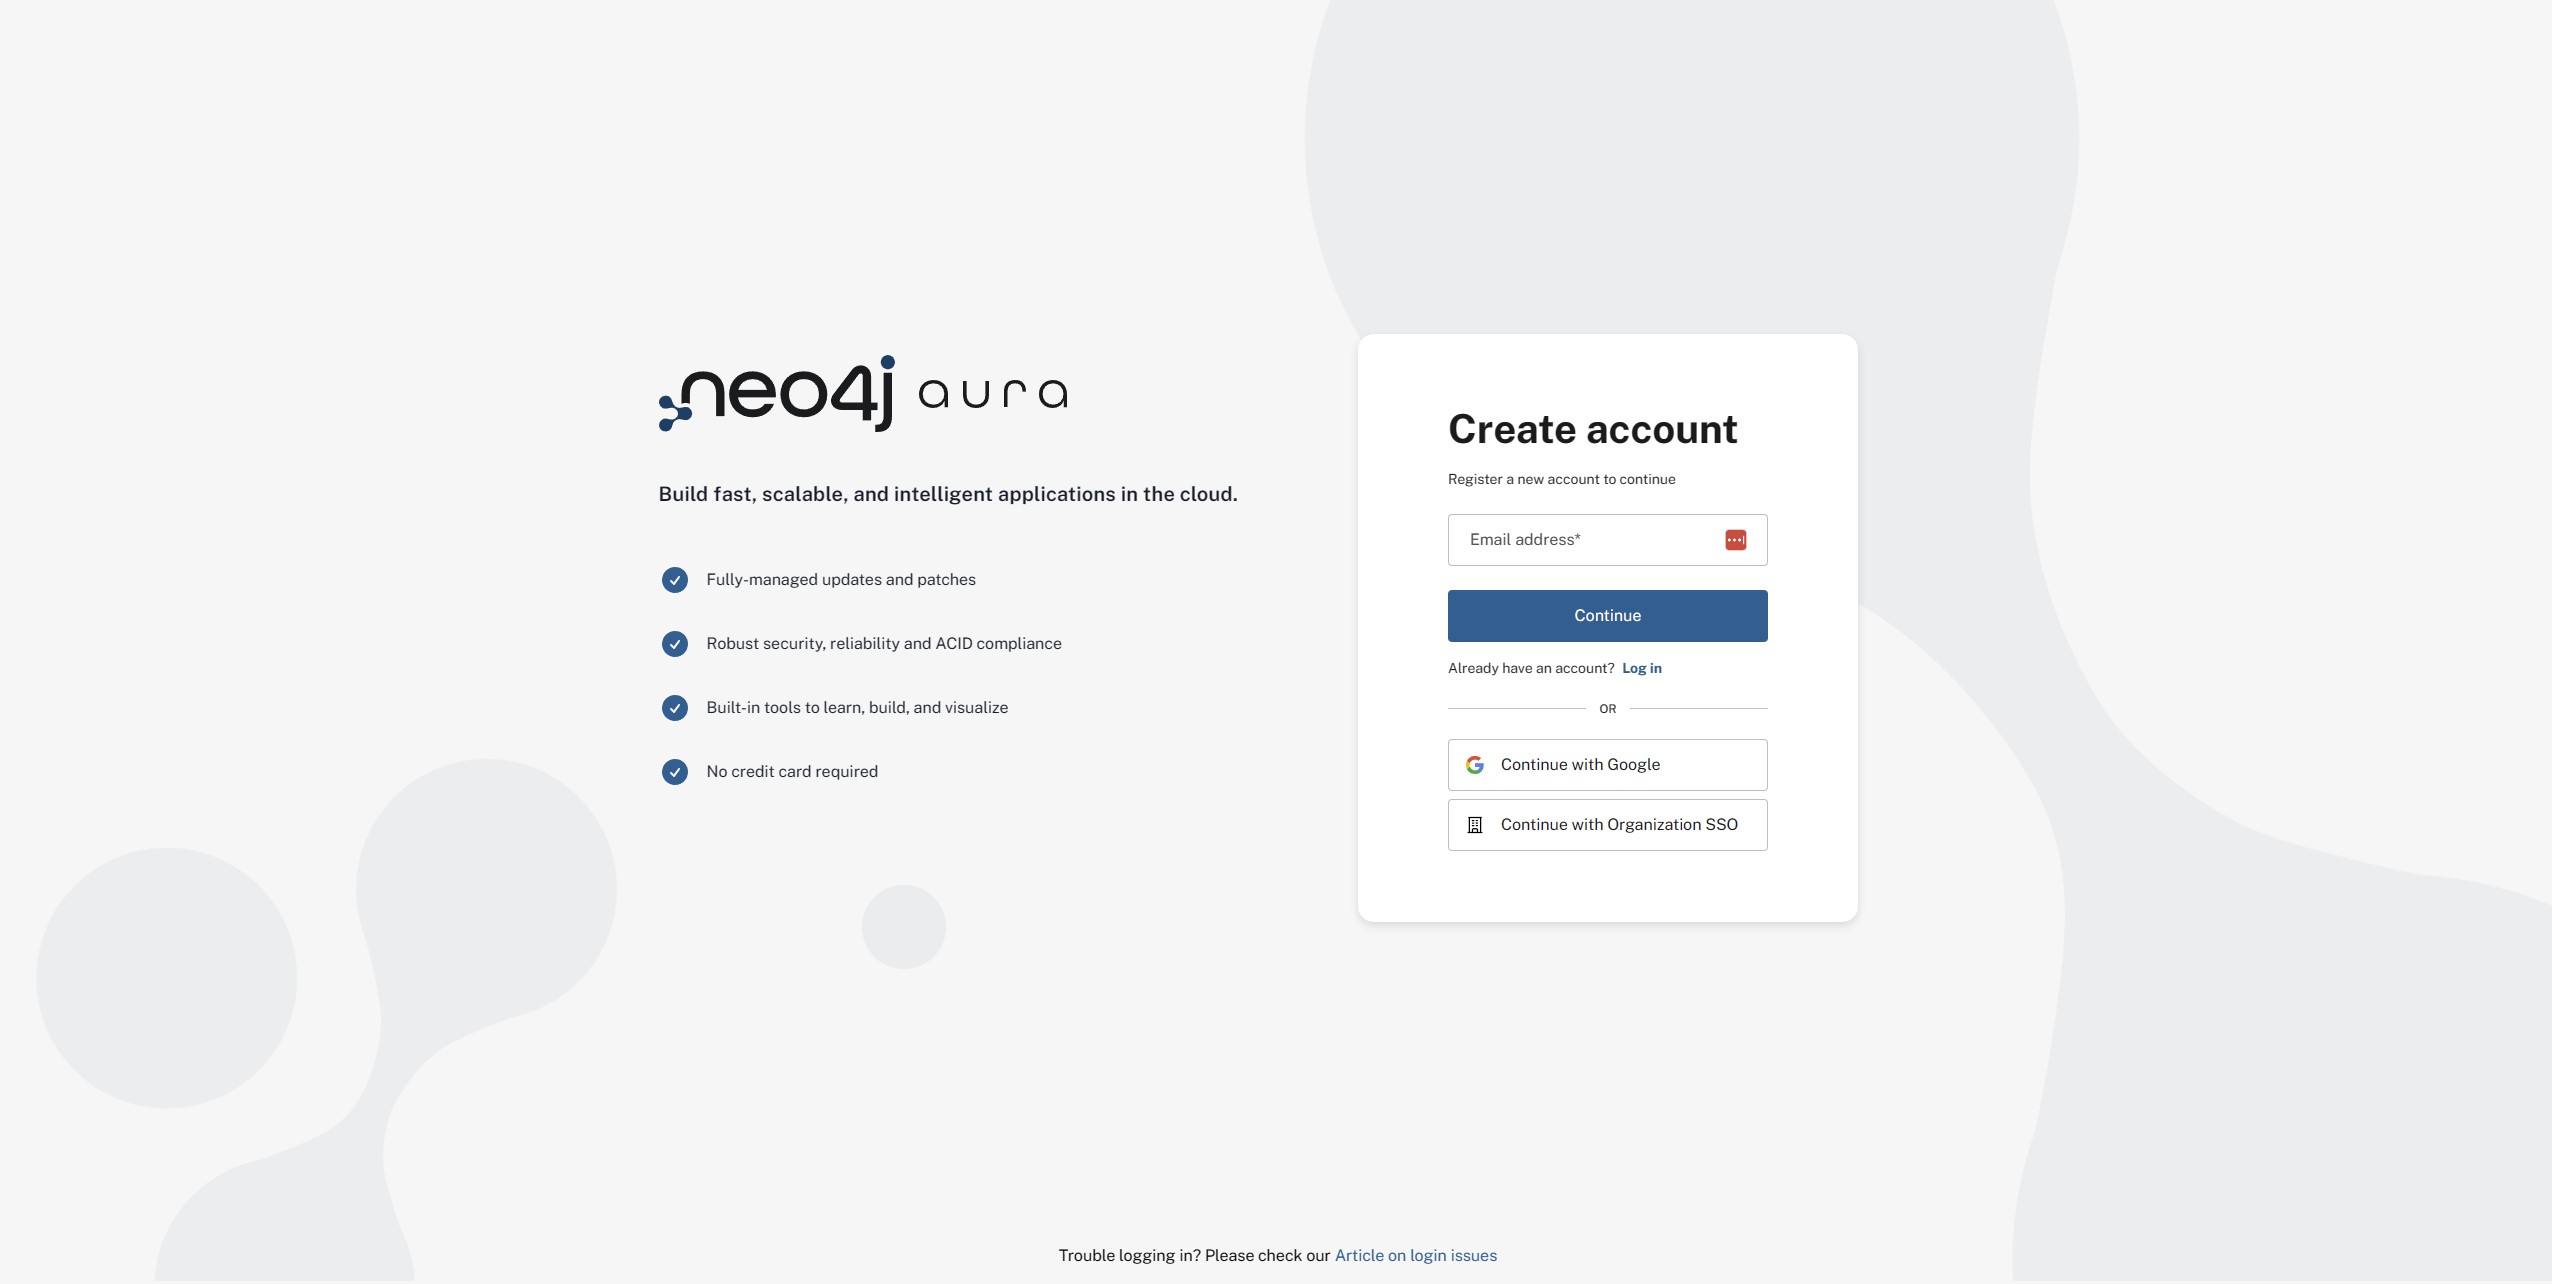 neo4j aura
Build fast, scalable, and intelligent applications in the cloud.
Fully-managed updates and patches
Robust security, reliability and ACID compliance
Built-in tools to learn, build, and visualize
No credit card required
Create account
Register a new account to continue
Email address*
Continue
Already have an account? Log in
OR
Continue with Google
Continue with Organization SSO
Trouble logging in? Please check our Article on login issues